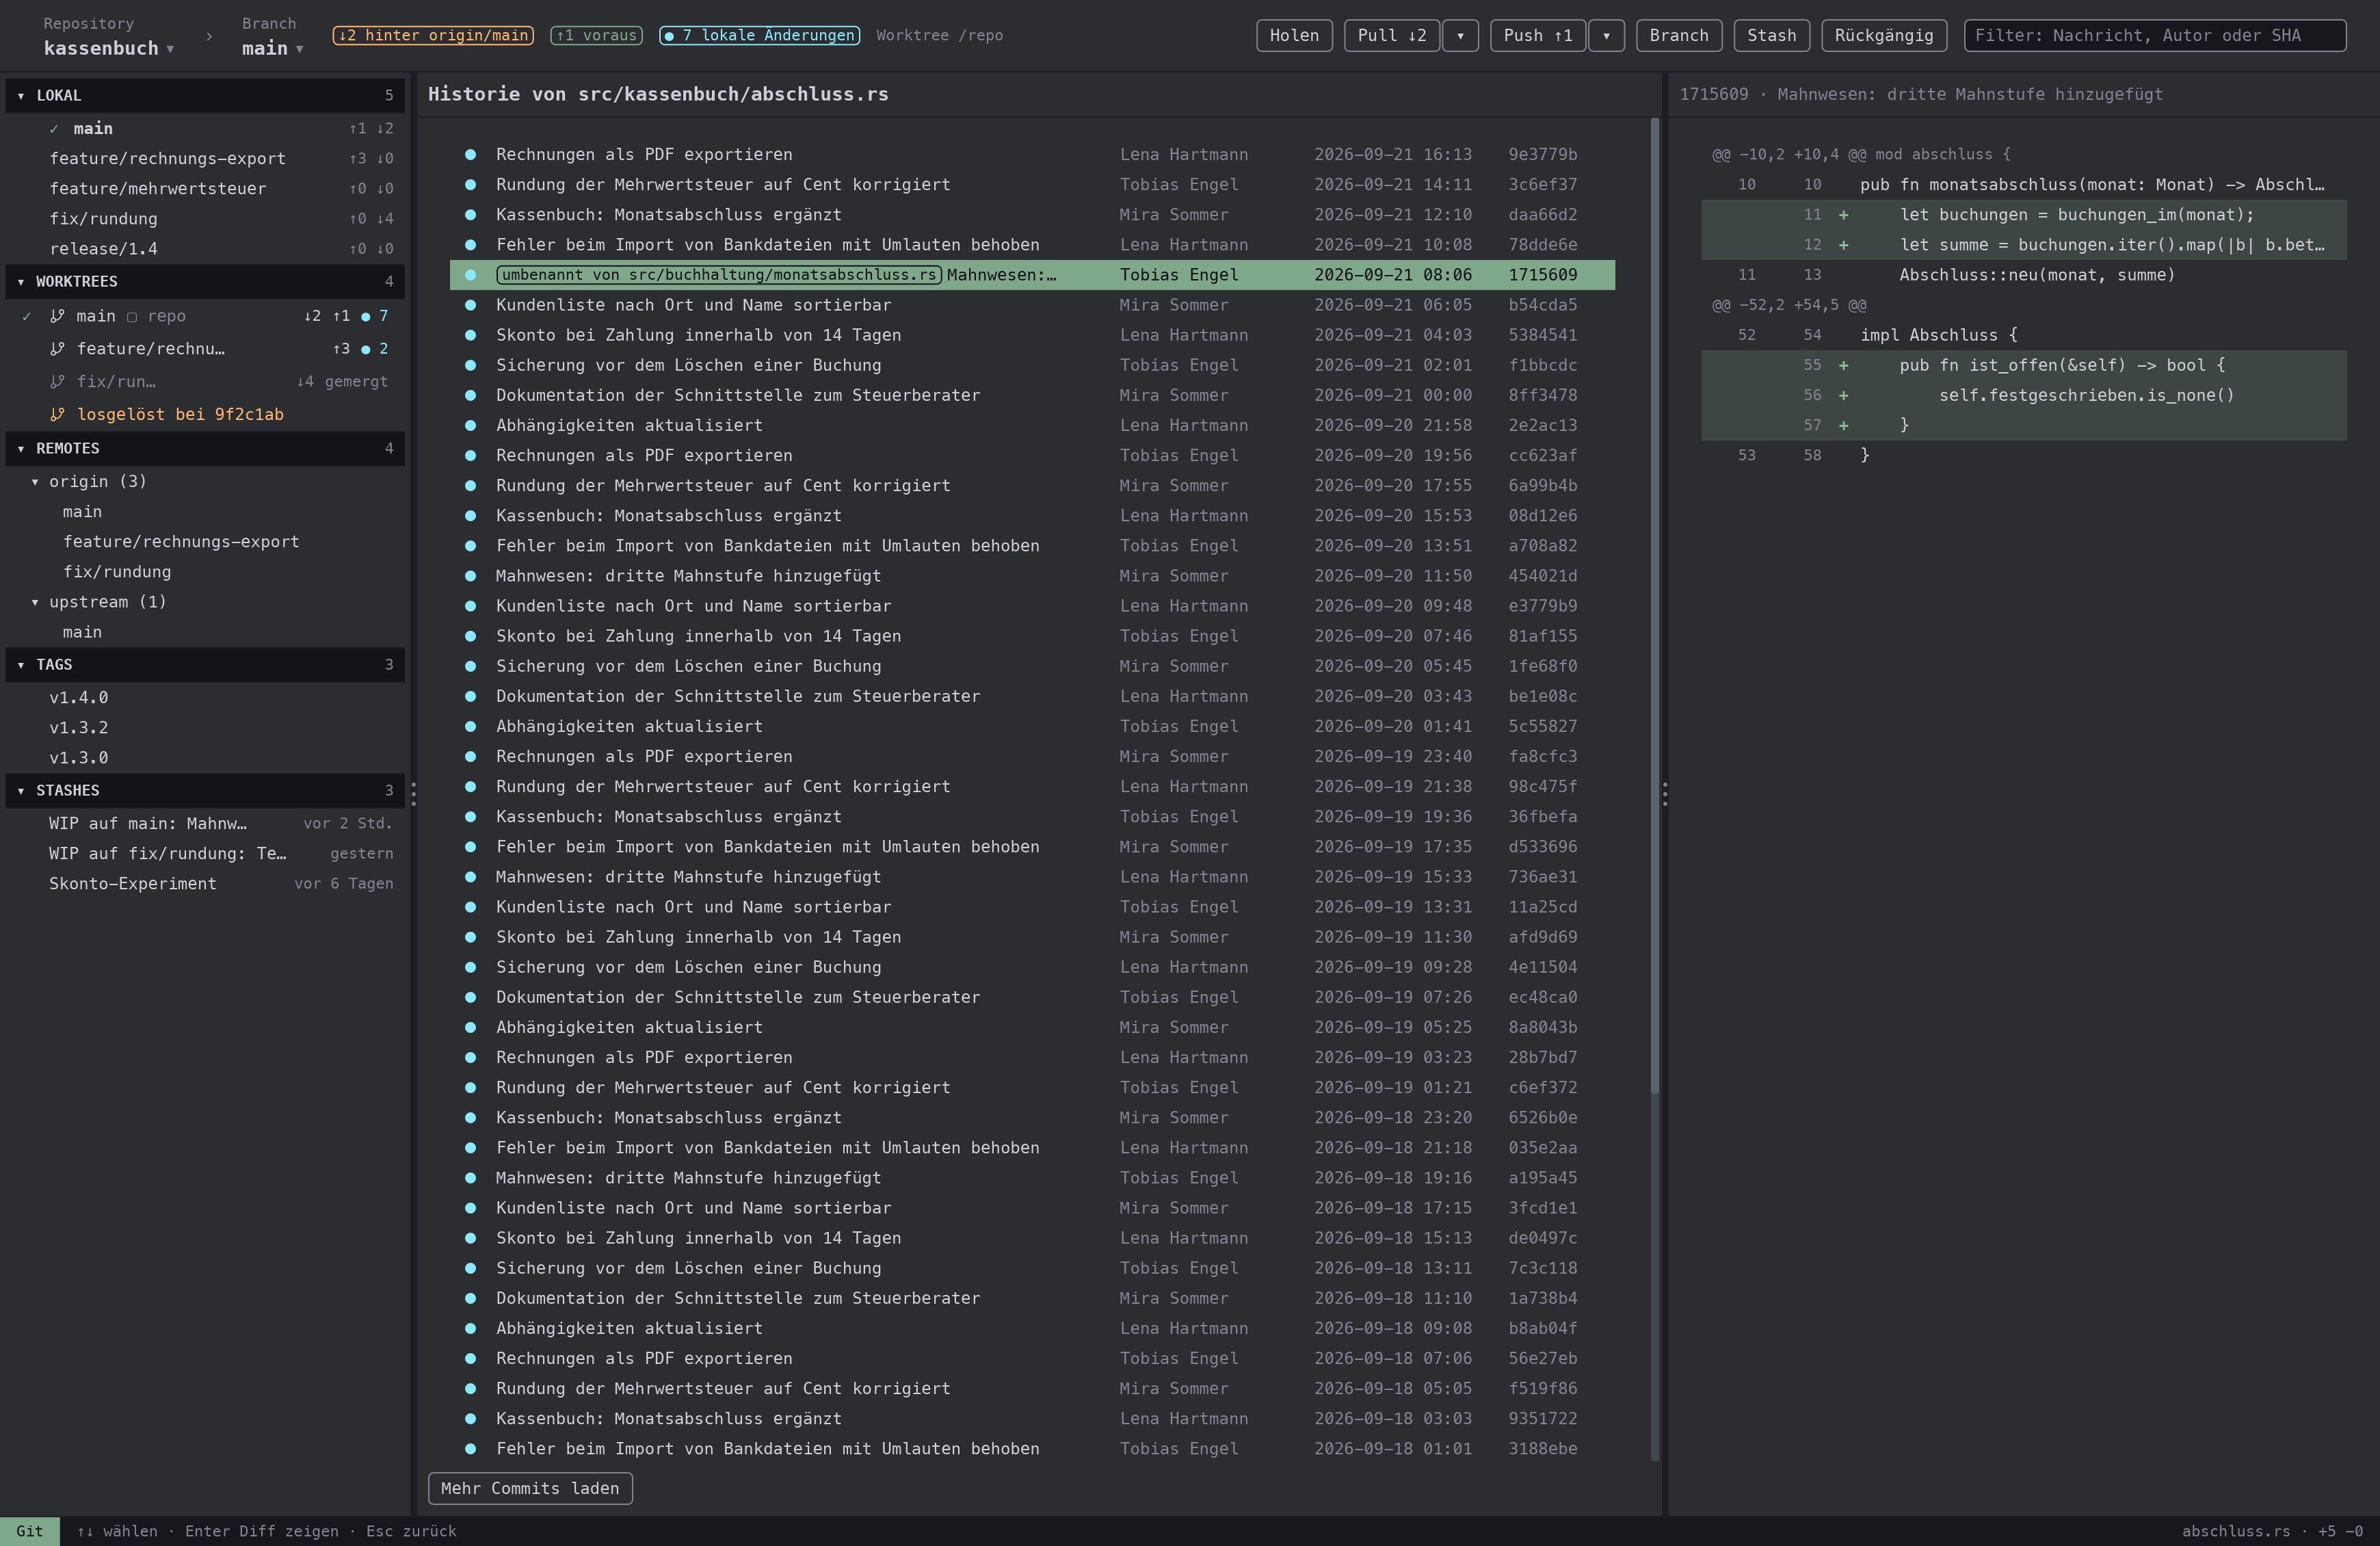 Repository
kassenbuch ▾
›
Branch
main ▾
↓2 hinter origin/main
↑1 voraus
● 7 lokale Änderungen
Worktree /repo
Holen
Pull ↓2 ▾
Push ↑1 ▾
Branch
Stash
Rückgängig
Filter: Nachricht, Autor oder SHA
▾ LOKAL 5
✓ main ↑1 ↓2
feature/rechnungs-export ↑3 ↓0
feature/mehrwertsteuer ↑0 ↓0
fix/rundung ↑0 ↓4
release/1.4 ↑0 ↓0
▾ WORKTREES 4
✓ main ▢ repo ↓2 ↑1 ● 7
feature/rechnu… ↑3 ● 2
fix/run… ↓4 gemergt
losgelöst bei 9f2c1ab
▾ REMOTES 4
▾ origin (3)
main
feature/rechnungs-export
fix/rundung
▾ upstream (1)
main
▾ TAGS 3
v1.4.0
v1.3.2
v1.3.0
▾ STASHES 3
WIP auf main: Mahnw… vor 2 Std.
WIP auf fix/rundung: Te… gestern
Skonto-Experiment vor 6 Tagen
Historie von src/kassenbuch/abschluss.rs
Rechnungen als PDF exportieren Lena Hartmann 2026-09-21 16:13 9e3779b
Rundung der Mehrwertsteuer auf Cent korrigiert Tobias Engel 2026-09-21 14:11 3c6ef37
Kassenbuch: Monatsabschluss ergänzt Mira Sommer 2026-09-21 12:10 daa66d2
Fehler beim Import von Bankdateien mit Umlauten behoben Lena Hartmann 2026-09-21 10:08 78dde6e
umbenannt von src/buchhaltung/monatsabschluss.rs Mahnwesen:… Tobias Engel 2026-09-21 08:06 1715609
Kundenliste nach Ort und Name sortierbar Mira Sommer 2026-09-21 06:05 b54cda5
Skonto bei Zahlung innerhalb von 14 Tagen Lena Hartmann 2026-09-21 04:03 5384541
Sicherung vor dem Löschen einer Buchung Tobias Engel 2026-09-21 02:01 f1bbcdc
Dokumentation der Schnittstelle zum Steuerberater Mira Sommer 2026-09-21 00:00 8ff3478
Abhängigkeiten aktualisiert Lena Hartmann 2026-09-20 21:58 2e2ac13
Rechnungen als PDF exportieren Tobias Engel 2026-09-20 19:56 cc623af
Rundung der Mehrwertsteuer auf Cent korrigiert Mira Sommer 2026-09-20 17:55 6a99b4b
Kassenbuch: Monatsabschluss ergänzt Lena Hartmann 2026-09-20 15:53 08d12e6
Fehler beim Import von Bankdateien mit Umlauten behoben Tobias Engel 2026-09-20 13:51 a708a82
Mahnwesen: dritte Mahnstufe hinzugefügt Mira Sommer 2026-09-20 11:50 454021d
Kundenliste nach Ort und Name sortierbar Lena Hartmann 2026-09-20 09:48 e3779b9
Skonto bei Zahlung innerhalb von 14 Tagen Tobias Engel 2026-09-20 07:46 81af155
Sicherung vor dem Löschen einer Buchung Mira Sommer 2026-09-20 05:45 1fe68f0
Dokumentation der Schnittstelle zum Steuerberater Lena Hartmann 2026-09-20 03:43 be1e08c
Abhängigkeiten aktualisiert Tobias Engel 2026-09-20 01:41 5c55827
Rechnungen als PDF exportieren Mira Sommer 2026-09-19 23:40 fa8cfc3
Rundung der Mehrwertsteuer auf Cent korrigiert Lena Hartmann 2026-09-19 21:38 98c475f
Kassenbuch: Monatsabschluss ergänzt Tobias Engel 2026-09-19 19:36 36fbefa
Fehler beim Import von Bankdateien mit Umlauten behoben Mira Sommer 2026-09-19 17:35 d533696
Mahnwesen: dritte Mahnstufe hinzugefügt Lena Hartmann 2026-09-19 15:33 736ae31
Kundenliste nach Ort und Name sortierbar Tobias Engel 2026-09-19 13:31 11a25cd
Skonto bei Zahlung innerhalb von 14 Tagen Mira Sommer 2026-09-19 11:30 afd9d69
Sicherung vor dem Löschen einer Buchung Lena Hartmann 2026-09-19 09:28 4e11504
Dokumentation der Schnittstelle zum Steuerberater Tobias Engel 2026-09-19 07:26 ec48ca0
Abhängigkeiten aktualisiert Mira Sommer 2026-09-19 05:25 8a8043b
Rechnungen als PDF exportieren Lena Hartmann 2026-09-19 03:23 28b7bd7
Rundung der Mehrwertsteuer auf Cent korrigiert Tobias Engel 2026-09-19 01:21 c6ef372
Kassenbuch: Monatsabschluss ergänzt Mira Sommer 2026-09-18 23:20 6526b0e
Fehler beim Import von Bankdateien mit Umlauten behoben Lena Hartmann 2026-09-18 21:18 035e2aa
Mahnwesen: dritte Mahnstufe hinzugefügt Tobias Engel 2026-09-18 19:16 a195a45
Kundenliste nach Ort und Name sortierbar Mira Sommer 2026-09-18 17:15 3fcd1e1
Skonto bei Zahlung innerhalb von 14 Tagen Lena Hartmann 2026-09-18 15:13 de0497c
Sicherung vor dem Löschen einer Buchung Tobias Engel 2026-09-18 13:11 7c3c118
Dokumentation der Schnittstelle zum Steuerberater Mira Sommer 2026-09-18 11:10 1a738b4
Abhängigkeiten aktualisiert Lena Hartmann 2026-09-18 09:08 b8ab04f
Rechnungen als PDF exportieren Tobias Engel 2026-09-18 07:06 56e27eb
Rundung der Mehrwertsteuer auf Cent korrigiert Mira Sommer 2026-09-18 05:05 f519f86
Kassenbuch: Monatsabschluss ergänzt Lena Hartmann 2026-09-18 03:03 9351722
Fehler beim Import von Bankdateien mit Umlauten behoben Tobias Engel 2026-09-18 01:01 3188ebe
Mehr Commits laden
1715609 · Mahnwesen: dritte Mahnstufe hinzugefügt
@@ -10,2 +10,4 @@ mod abschluss {
10 10 pub fn monatsabschluss(monat: Monat) -> Abschl…
11 + let buchungen = buchungen_im(monat);
12 + let summe = buchungen.iter().map(|b| b.bet…
11 13 Abschluss::neu(monat, summe)
@@ -52,2 +54,5 @@
52 54 impl Abschluss {
55 + pub fn ist_offen(&self) -> bool {
56 + self.festgeschrieben.is_none()
57 + }
53 58 }
Git
↑↓ wählen · Enter Diff zeigen · Esc zurück
abschluss.rs · +5 −0